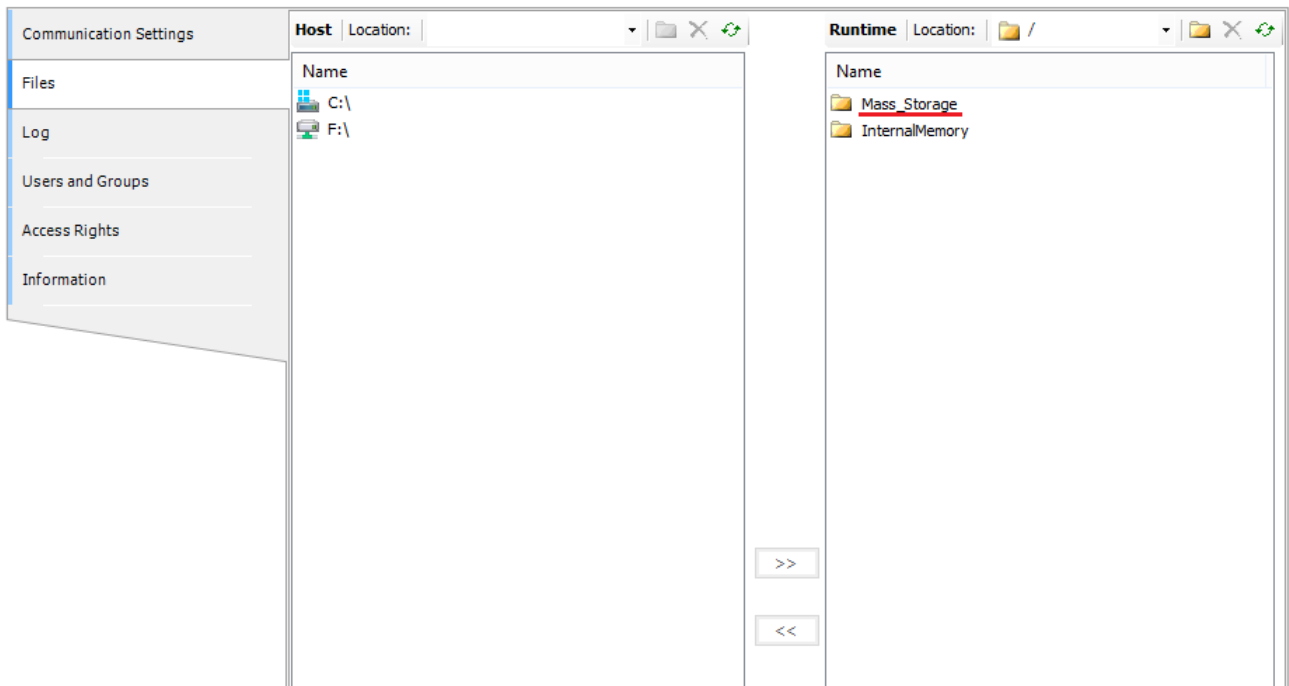 Communication Settings
Files
Log
Users and Groups
Access Rights
Information
Host Location:
Name
C:\
F:\
>>
<<
Runtime Location: /
Name
Mass_Storage
InternalMemory